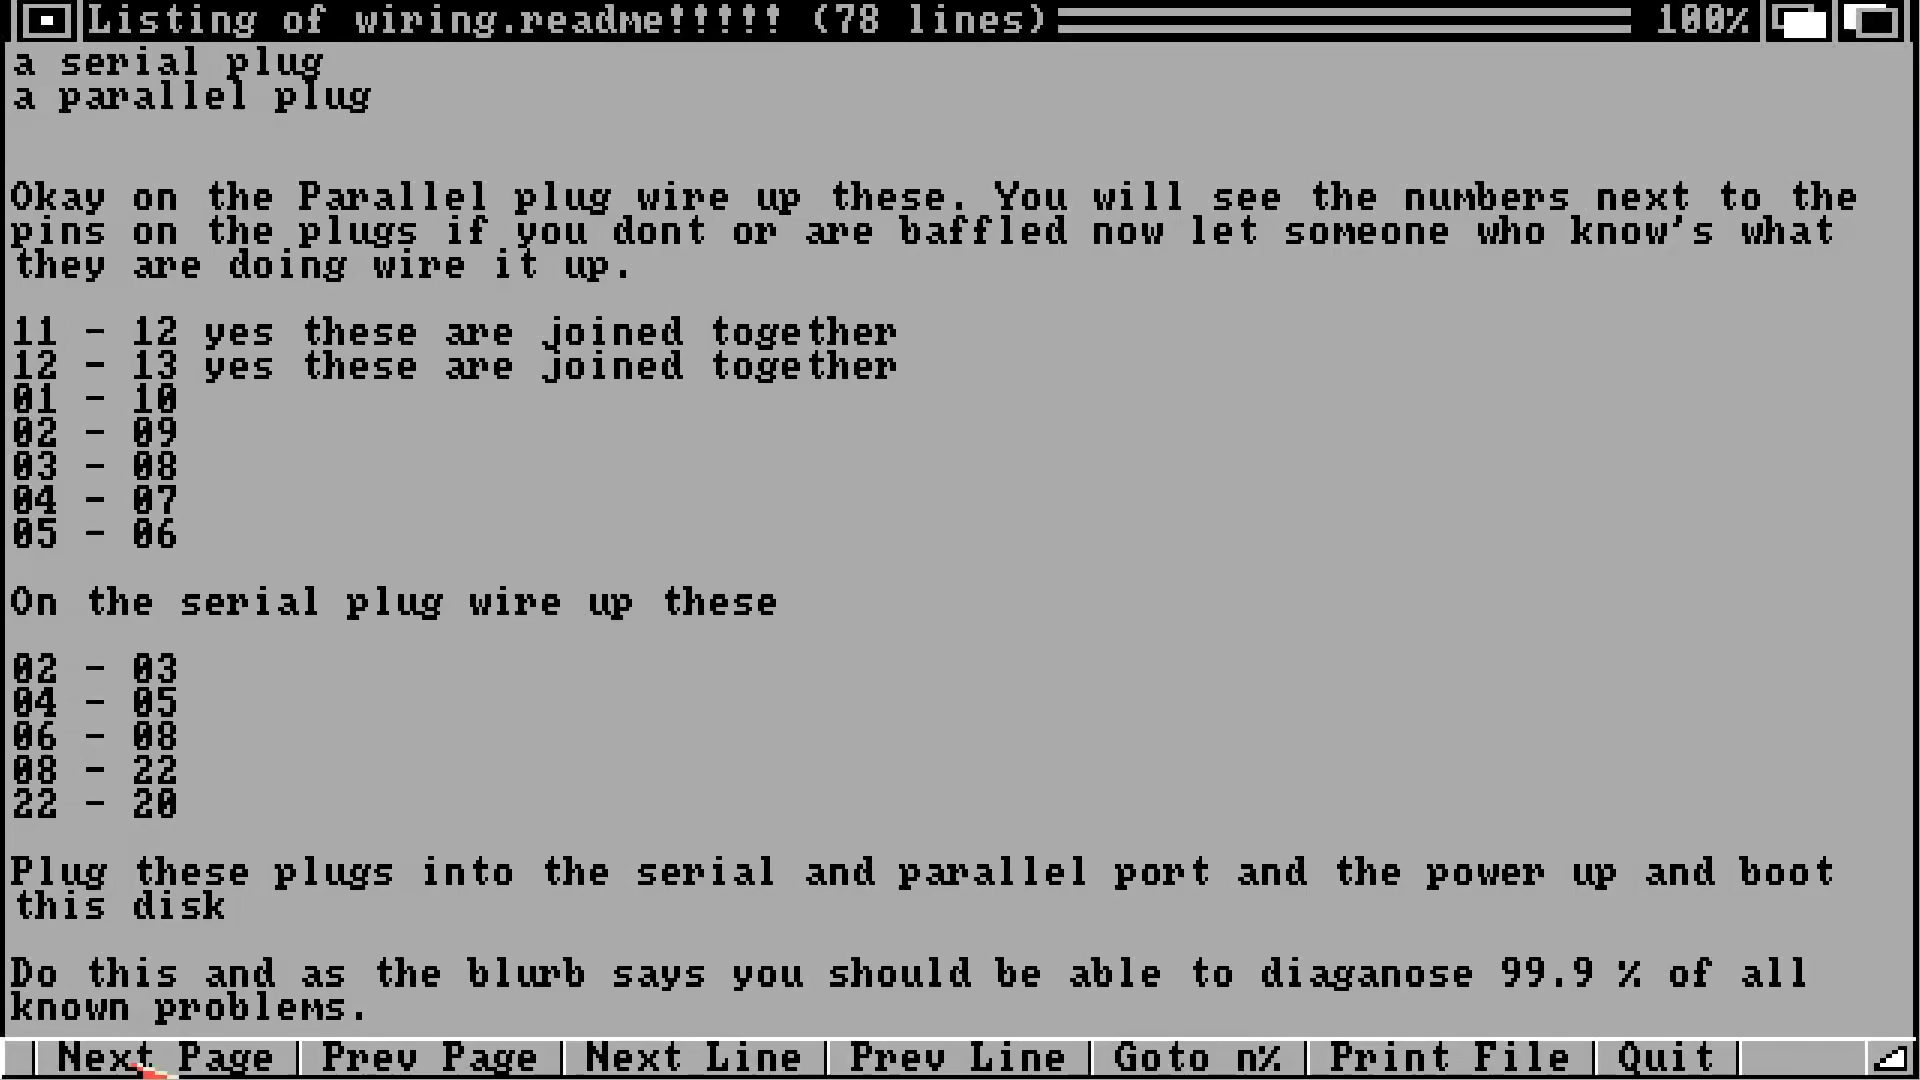 Listing of wiring.readme!!!!! (78 lines) 100%
a serial plug
a parallel plug
Okay on the Parallel plug wire up these. You will see the numbers next to the
pins on the plugs if you dont or are baffled now let someone who know's what
they are doing wire it up.
11 - 12 yes these are joined together
12 - 13 yes these are joined together
01 - 10
02 - 09
03 - 08
04 - 07
05 - 06
On the serial plug wire up these
02 - 03
04 - 05
06 - 08
08 - 22
22 - 20
Plug these plugs into the serial and parallel port and the power up and boot
this disk
Do this and as the blurb says you should be able to diaganose 99.9 % of all
known problems.
Next Page Prev Page Next Line Prev Line Goto n% Print File Quit